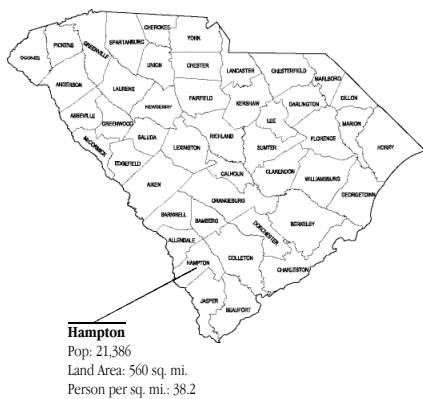 CHEROKEE
YORK
SPARTANBURG
GREENVILLE
PICKENS
OCONEE
UNION
CHESTER
LANCASTER
CHESTERFIELD
MARLBORO
ANDERSON
LAURENS
FAIRFIELD
KERSHAW
DARLINGTON
DILLON
NEWBERRY
ABBEVILLE
GREENWOOD
LEE
MARION
FLORENCE
SALUDA
RICHLAND
McCORMICK
LEXINGTON
SUMTER
HORRY
EDGEFIELD
CALHOUN
CLARENDON
WILLIAMSBURG
AIKEN
GEORGETOWN
ORANGEBURG
BARNWELL
BAMBERG
DORCHESTER
BERKELEY
ALLENDALE
HAMPTON
COLLETON
CHARLESTON
JASPER
BEAUFORT
Hampton
Pop: 21,386
Land Area: 560 sq. mi.
Person per sq. mi.: 38.2